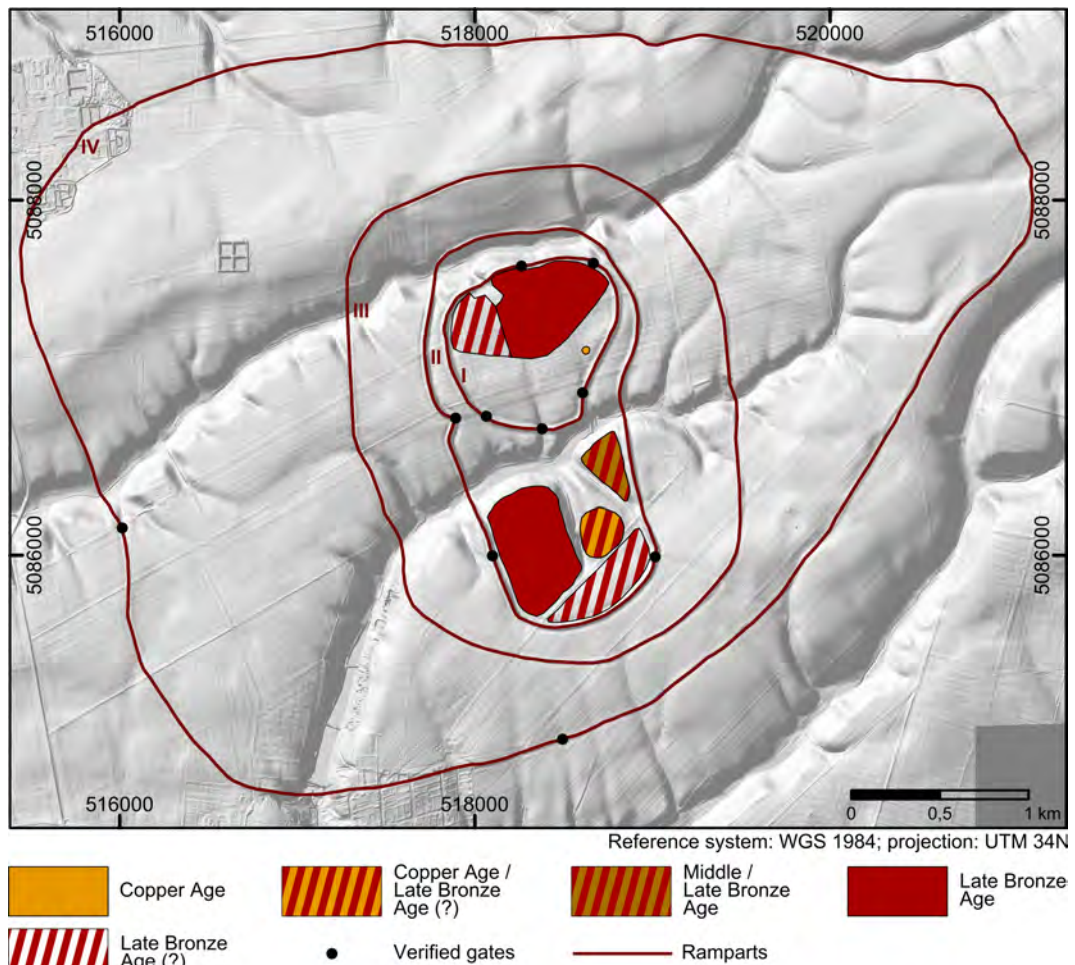 516000
518000
520000
IV
5088000
5088000
III
II
I
5086000
5086000
516000
518000
0
0,5
1 km
Reference system: WGS 1984; projection: UTM 34N
Copper Age
Copper Age /
Late Bronze
Age (?)
Middle /
Late Bronze
Age
Late Bronze
Age
Late Bronze
Age (?)
Verified gates
Ramparts